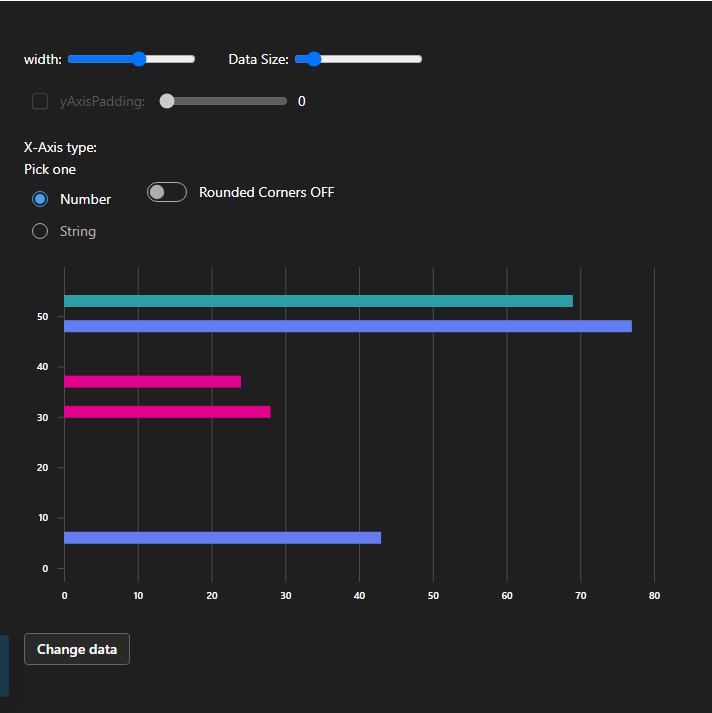 width: Data Size:
yAxisPadding: 0
X-Axis type:
Pick one
Number
Rounded Corners OFF
String
50
40
30
20
10
0
0 10 20 30 40 50 60 70 80
Change data